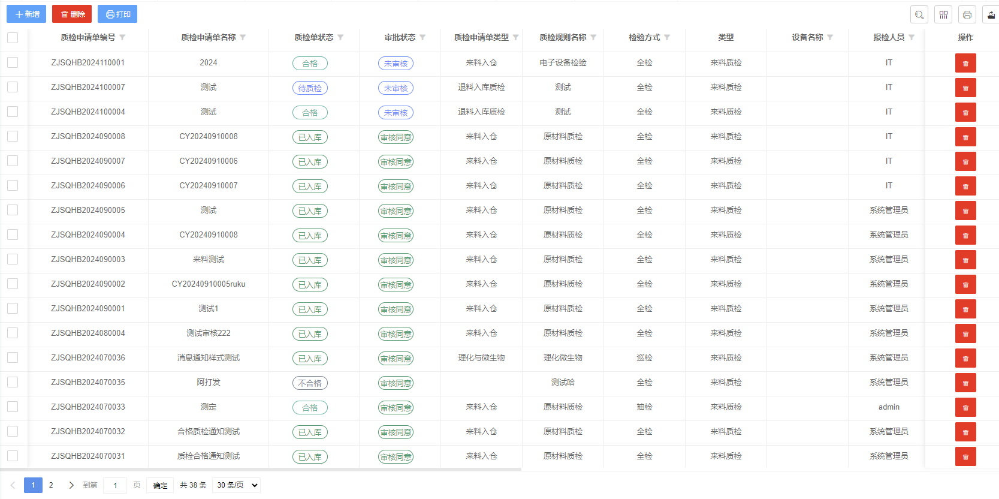 新增 删除 打印
质检申请单编号 质检申请单名称 质检单状态 审批状态 质检申请单类型 质检规则名称 检验方式 类型 设备名称 报检人员 操作
ZJSQHB2024110001 2024 合格 未审核 来料入仓 电子设备检验 全检 来料质检 IT
ZJSQHB2024100007 测试 待质检 未审核 退料入库质检 测试 全检 来料质检 IT
ZJSQHB2024100004 测试 合格 未审核 退料入库质检 测试 全检 来料质检 IT
ZJSQHB2024090008 CY20240910008 已入库 审核同意 来料入仓 原材料质检 全检 来料质检 IT
ZJSQHB2024090007 CY20240910006 已入库 审核同意 来料入仓 原材料质检 全检 来料质检 IT
ZJSQHB2024090006 CY20240910007 已入库 审核同意 来料入仓 原材料质检 全检 来料质检 IT
ZJSQHB2024090005 测试 已入库 审核同意 来料入仓 原材料质检 全检 来料质检 系统管理员
ZJSQHB2024090004 CY20240910008 已入库 审核同意 来料入仓 原材料质检 全检 来料质检 系统管理员
ZJSQHB2024090003 来料测试 已入库 审核同意 来料入仓 原材料质检 全检 来料质检 系统管理员
ZJSQHB2024090002 CY20240910005ruku 已入库 审核同意 来料入仓 原材料质检 全检 来料质检 系统管理员
ZJSQHB2024090001 测试1 已入库 审核同意 来料入仓 原材料质检 全检 来料质检 系统管理员
ZJSQHB2024080004 测试审核222 已入库 审核同意 来料入仓 原材料质检 全检 来料质检 系统管理员
ZJSQHB2024070036 消息通知样式测试 已入库 审核同意 理化与微生物 理化微生物 巡检 来料质检 系统管理员
ZJSQHB2024070035 阿打发 不合格 审核同意 测试哈 全检 来料质检 系统管理员
ZJSQHB2024070033 测定 合格 审核同意 来料入仓 原材料质检 抽检 来料质检 admin
ZJSQHB2024070032 合格质检通知测试 已入库 审核同意 来料入仓 原材料质检 全检 来料质检 系统管理员
ZJSQHB2024070031 质检合格通知测试 已入库 审核同意 来料入仓 原材料质检 全检 来料质检 系统管理员
1 2 到第 1 页 确定 共 38 条 30 条/页